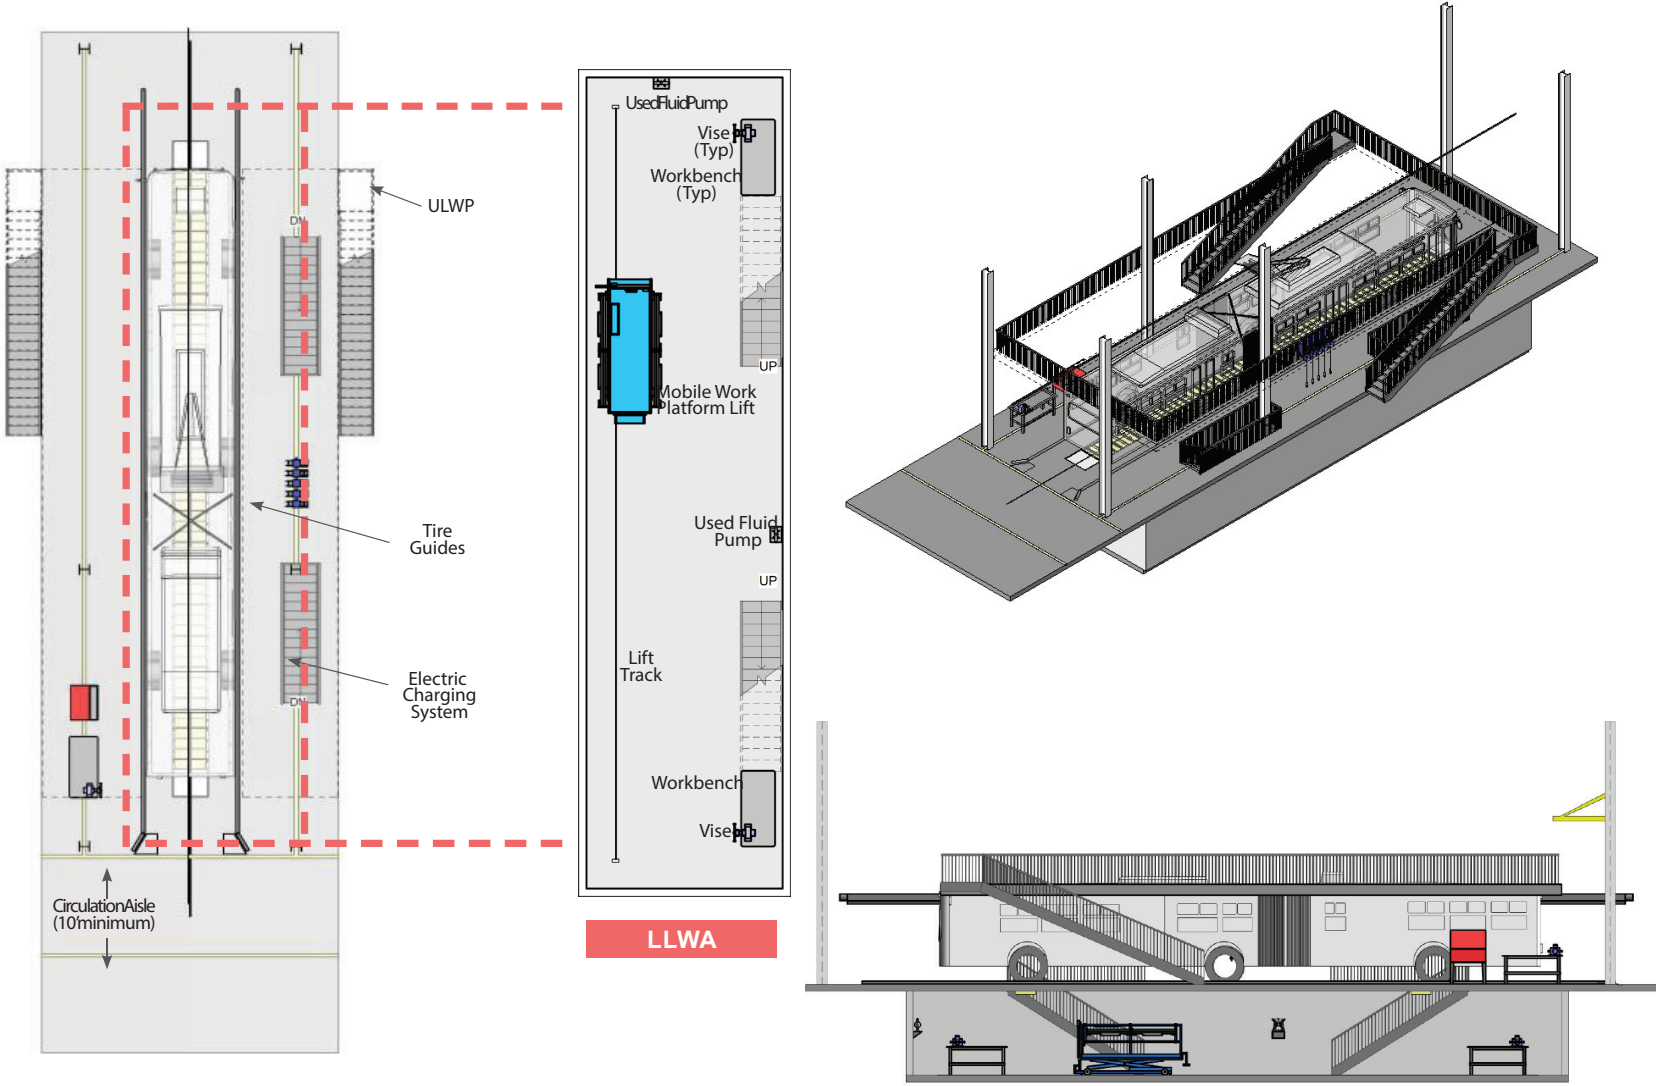 DN
ULWP
Tire
Guides
Electric
Charging
System
DN
CirculationAisle
(10'minimum)
UsedFluidPump
Vise
(Typ)
Workbench
(Typ)
UP
Mobile Work
Platform Lift
Used Fluid
Pump
UP
Lift
Track
Workbench
Vise
LLWA